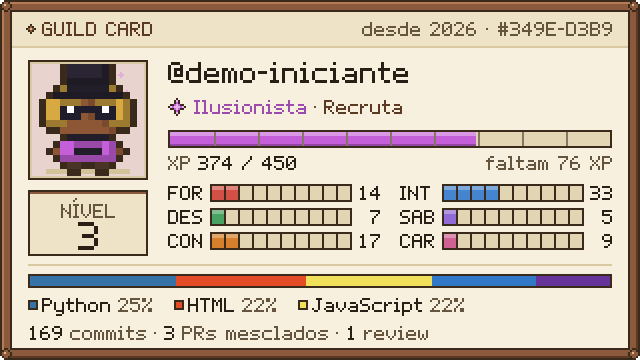 GUILD CARD
desde 2026 · #349E-D3B9
@demo-iniciante
Ilusionista · Recruta
XP 374 / 450
faltam 76 XP
NÍVEL
3
FOR 14 INT 33
DES 7 SAB 5
CON 17 CAR 9
Python 25% HTML 22% JavaScript 22%
169 commits · 3 PRs mesclados · 1 review